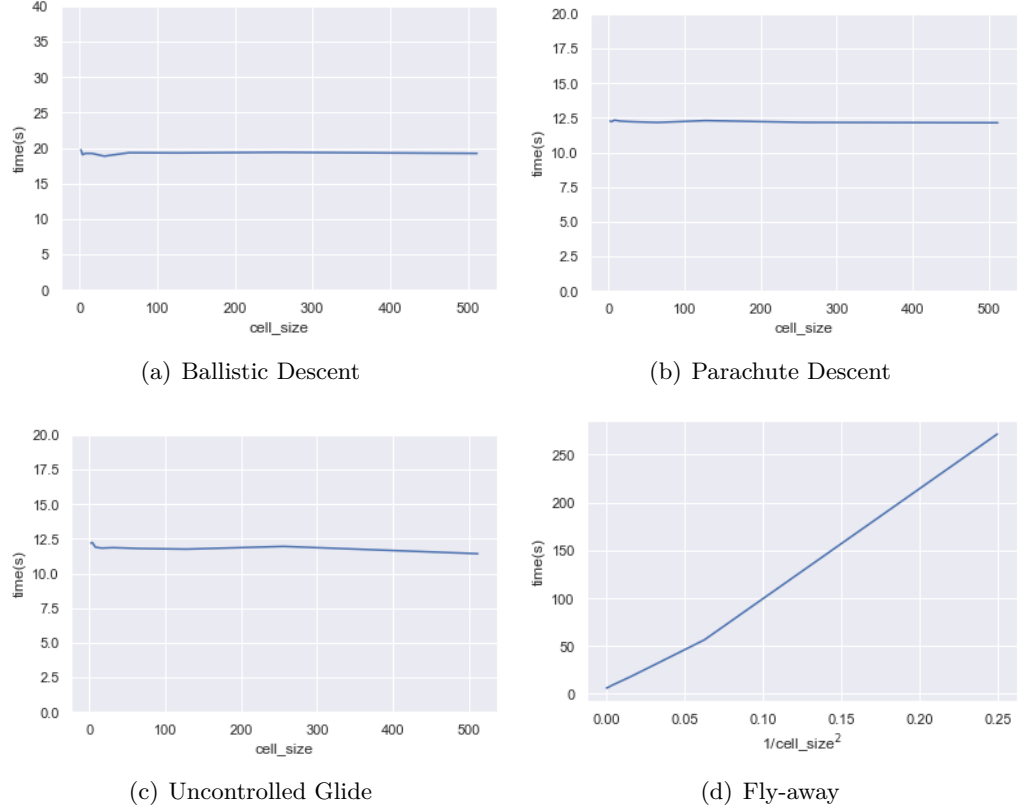 40
35
30
25
20
15
10
5
0
time(s)
0 100 200 300 400 500
cell_size
(a) Ballistic Descent
20.0
17.5
15.0
12.5
10.0
7.5
5.0
2.5
0.0
time(s)
0 100 200 300 400 500
cell_size
(b) Parachute Descent
20.0
17.5
15.0
12.5
10.0
7.5
5.0
2.5
0.0
time(s)
0 100 200 300 400 500
cell_size
(c) Uncontrolled Glide
250
200
150
100
50
0
time(s)
0.00 0.05 0.10 0.15 0.20 0.25
1/cell_size²
(d) Fly-away